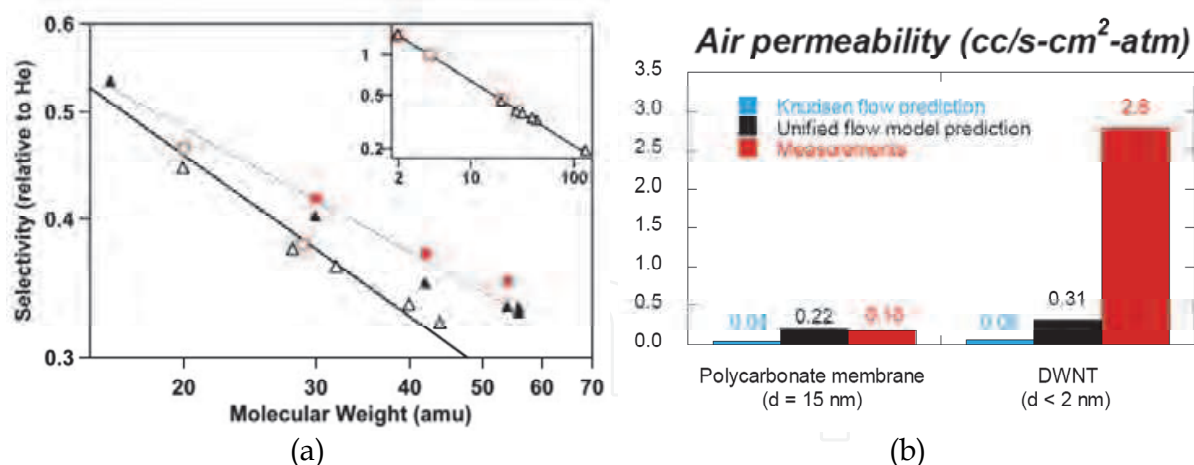 0.6
0.5
0.4
0.3
Selectivity (relative to He)
20
30
40
50
60
70
Molecular Weight (amu)
1
0.5
0.2
2
10
100
(a)
Air permeability (cc/s-cm²-atm)
3.5
3.0
2.5
2.0
1.5
1.0
0.5
0.0
Knudsen flow prediction
Unified flow model prediction
Measurements
0.22
0.31
2.8
Polycarbonate membrane
(d = 15 nm)
DWNT
(d < 2 nm)
(b)